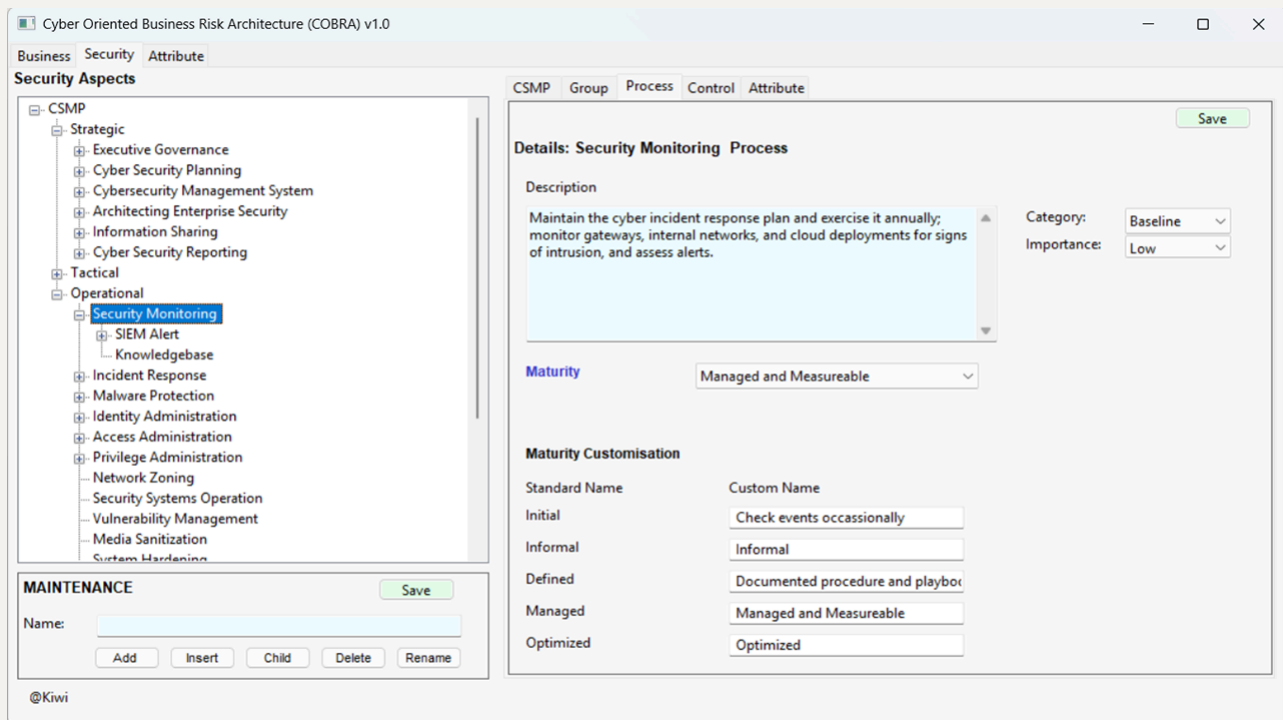 Cyber Oriented Business Risk Architecture (COBRA) v1.0
Business Security Attribute
Security Aspects
CSMP
Strategic
Executive Governance
Cyber Security Planning
Cybersecurity Management System
Architecting Enterprise Security
Information Sharing
Cyber Security Reporting
Tactical
Operational
Security Monitoring
SIEM Alert
Knowledgebase
Incident Response
Malware Protection
Identity Administration
Access Administration
Privilege Administration
Network Zoning
Security Systems Operation
Vulnerability Management
Media Sanitization
System Hardening
MAINTENANCE
Save
Name:
Add Insert Child Delete Rename
@Kiwi
CSMP Group Process Control Attribute
Save
Details: Security Monitoring Process
Description
Maintain the cyber incident response plan and exercise it annually;
monitor gateways, internal networks, and cloud deployments for signs
of intrusion, and assess alerts.
Category: Baseline
Importance: Low
Maturity Managed and Measureable
Maturity Customisation
Standard Name Custom Name
Initial Check events occassionally
Informal Informal
Defined Documented procedure and playboo
Managed Managed and Measureable
Optimized Optimized